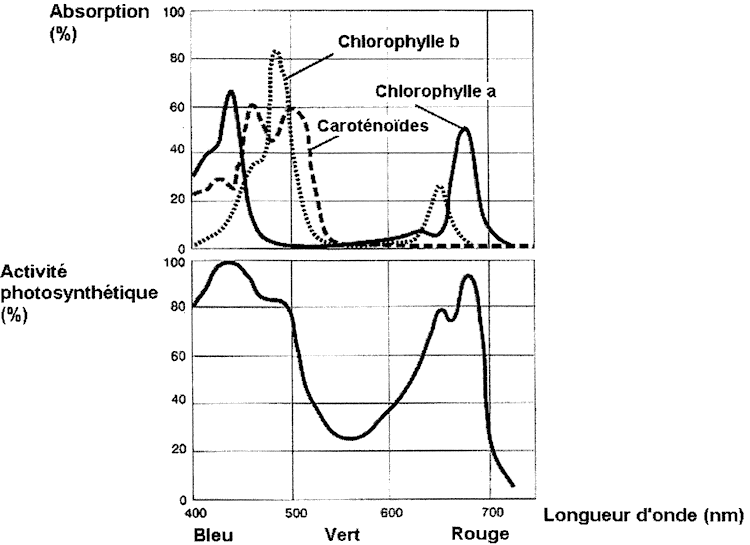 Absorption
(%)
100
80
60
40
20
0
Chlorophylle b
Chlorophylle a
Caroténoïdes
Activité
photosynthétique
(%)
100
80
60
40
20
0
400 500 600 700
Longueur d'onde (nm)
Bleu Vert Rouge